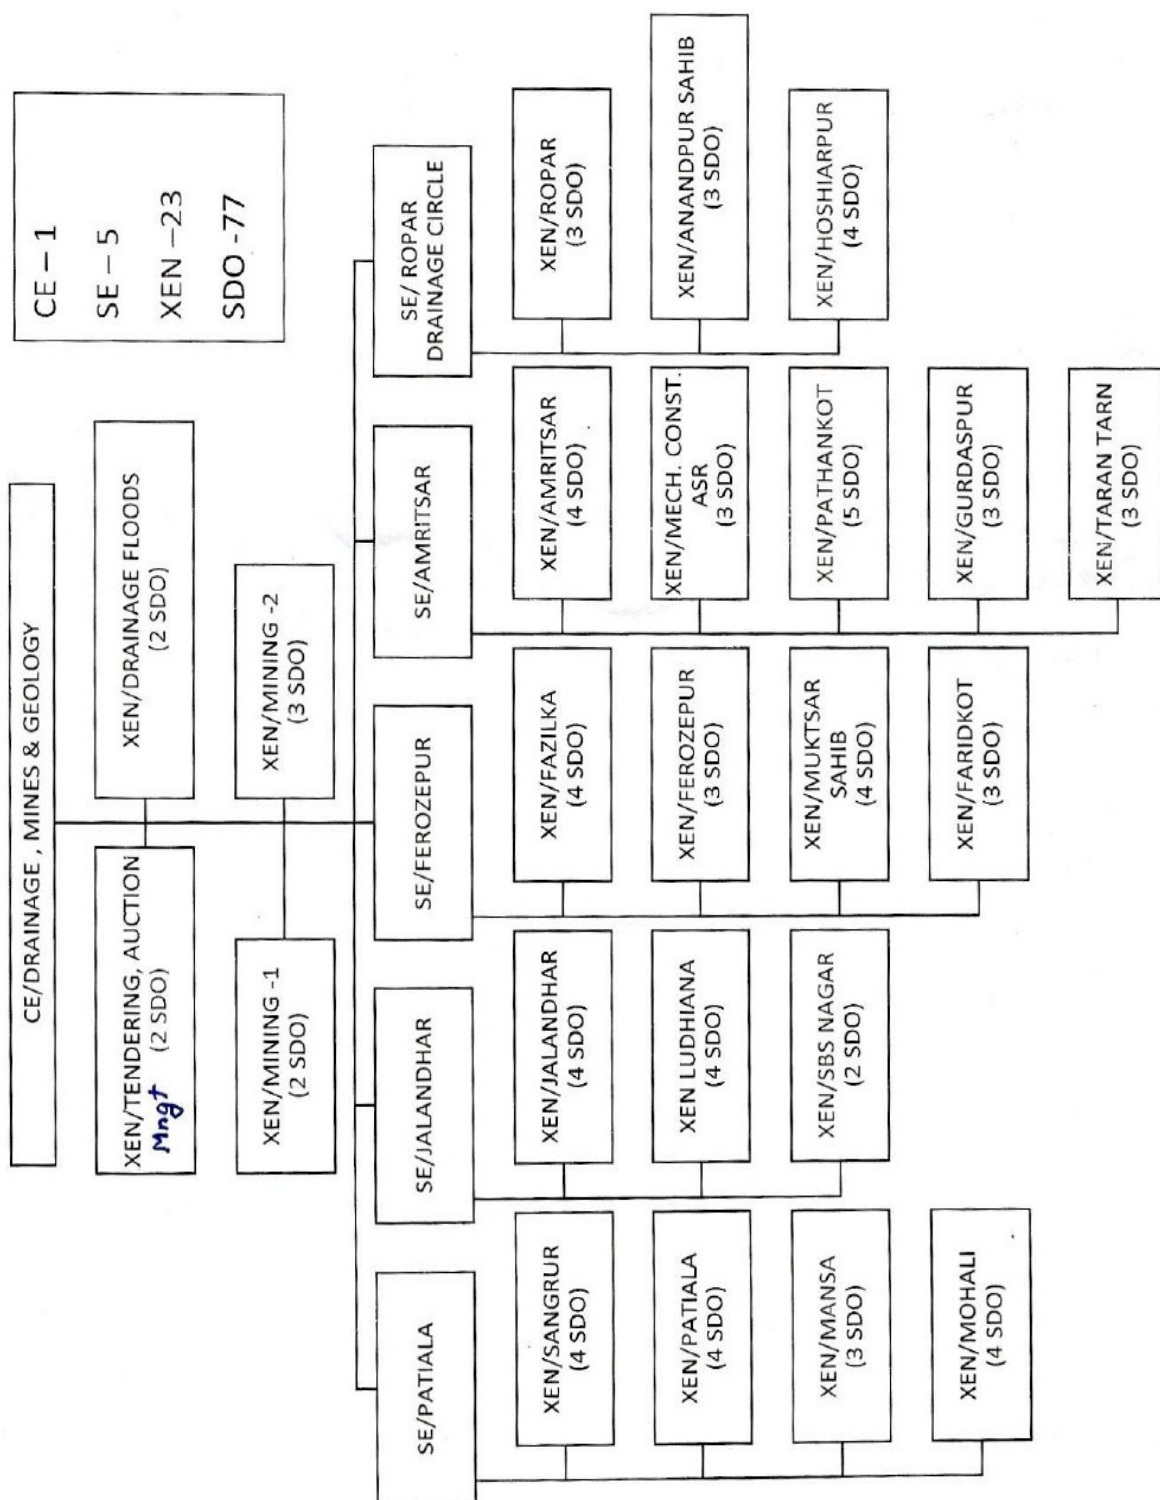 CE – 1
SE – 5
XEN –23
SDO -77
CE/DRAINAGE , MINES & GEOLOGY
XEN/TENDERING, AUCTION
Mngt (2 SDO)
XEN/DRAINAGE FLOODS
(2 SDO)
XEN/MINING -1
(2 SDO)
XEN/MINING -2
(3 SDO)
SE/PATIALA
SE/JALANDHAR
SE/FEROZEPUR
SE/AMRITSAR
SE/ ROPAR
DRAINAGE CIRCLE
XEN/SANGRUR
(4 SDO)
XEN/PATIALA
(4 SDO)
XEN/MANSA
(3 SDO)
XEN/MOHALI
(4 SDO)
XEN/JALANDHAR
(4 SDO)
XEN LUDHIANA
(4 SDO)
XEN/SBS NAGAR
(2 SDO)
XEN/FAZILKA
(4 SDO)
XEN/FEROZEPUR
(3 SDO)
XEN/MUKTSAR
SAHIB
(4 SDO)
XEN/FARIDKOT
(3 SDO)
XEN/AMRITSAR
(4 SDO)
XEN/MECH. CONST.
ASR
(3 SDO)
XEN/PATHANKOT
(5 SDO)
XEN/GURDASPUR
(3 SDO)
XEN/TARAN TARN
(3 SDO)
XEN/ROPAR
(3 SDO)
XEN/ANANDPUR SAHIB
(3 SDO)
XEN/HOSHIARPUR
(4 SDO)